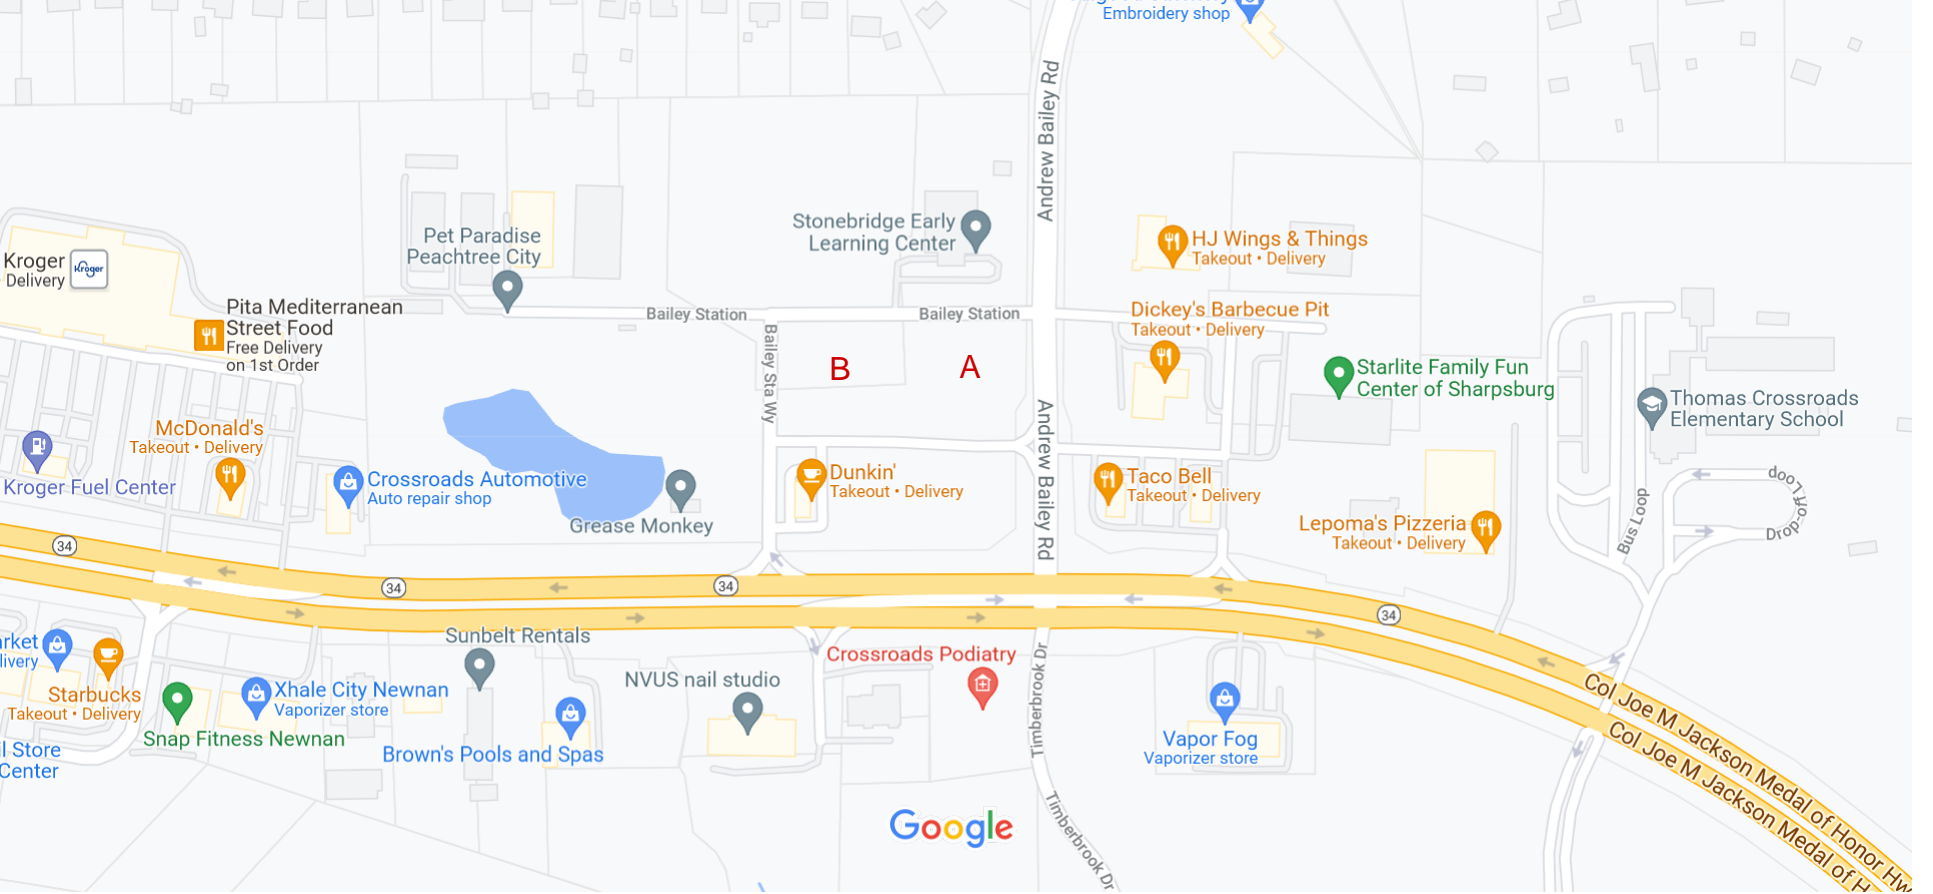 Embroidery shop
Andrew Bailey Rd
Stonebridge Early
Learning Center
Pet Paradise
Peachtree City
HJ Wings & Things
Takeout • Delivery
Kroger
Delivery
Kroger
Pita Mediterranean
Street Food
Free Delivery
on 1st Order
Bailey Station
Bailey Station
Dickey's Barbecue Pit
Takeout • Delivery
Bailey Sta Wy
B
A
Starlite Family Fun
Center of Sharpsburg
Thomas Crossroads
Elementary School
McDonald's
Takeout • Delivery
Kroger Fuel Center
Crossroads Automotive
Auto repair shop
Grease Monkey
Dunkin'
Takeout • Delivery
Andrew Bailey Rd
Taco Bell
Takeout • Delivery
Lepoma's Pizzeria
Takeout • Delivery
Bus Loop
Drop-off Loop
34
34
34
34
Sunbelt Rentals
Crossroads Podiatry
Timberbrook Dr
NVUS nail studio
rket
livery
Starbucks
Takeout • Delivery
Xhale City Newnan
Vaporizer store
Snap Fitness Newnan
Brown's Pools and Spas
Vapor Fog
Vaporizer store
l Store
Center
Col Joe M Jackson Medal of Honor Hw
Col Joe M Jackson Medal of H
Timberbrook Dr
Google